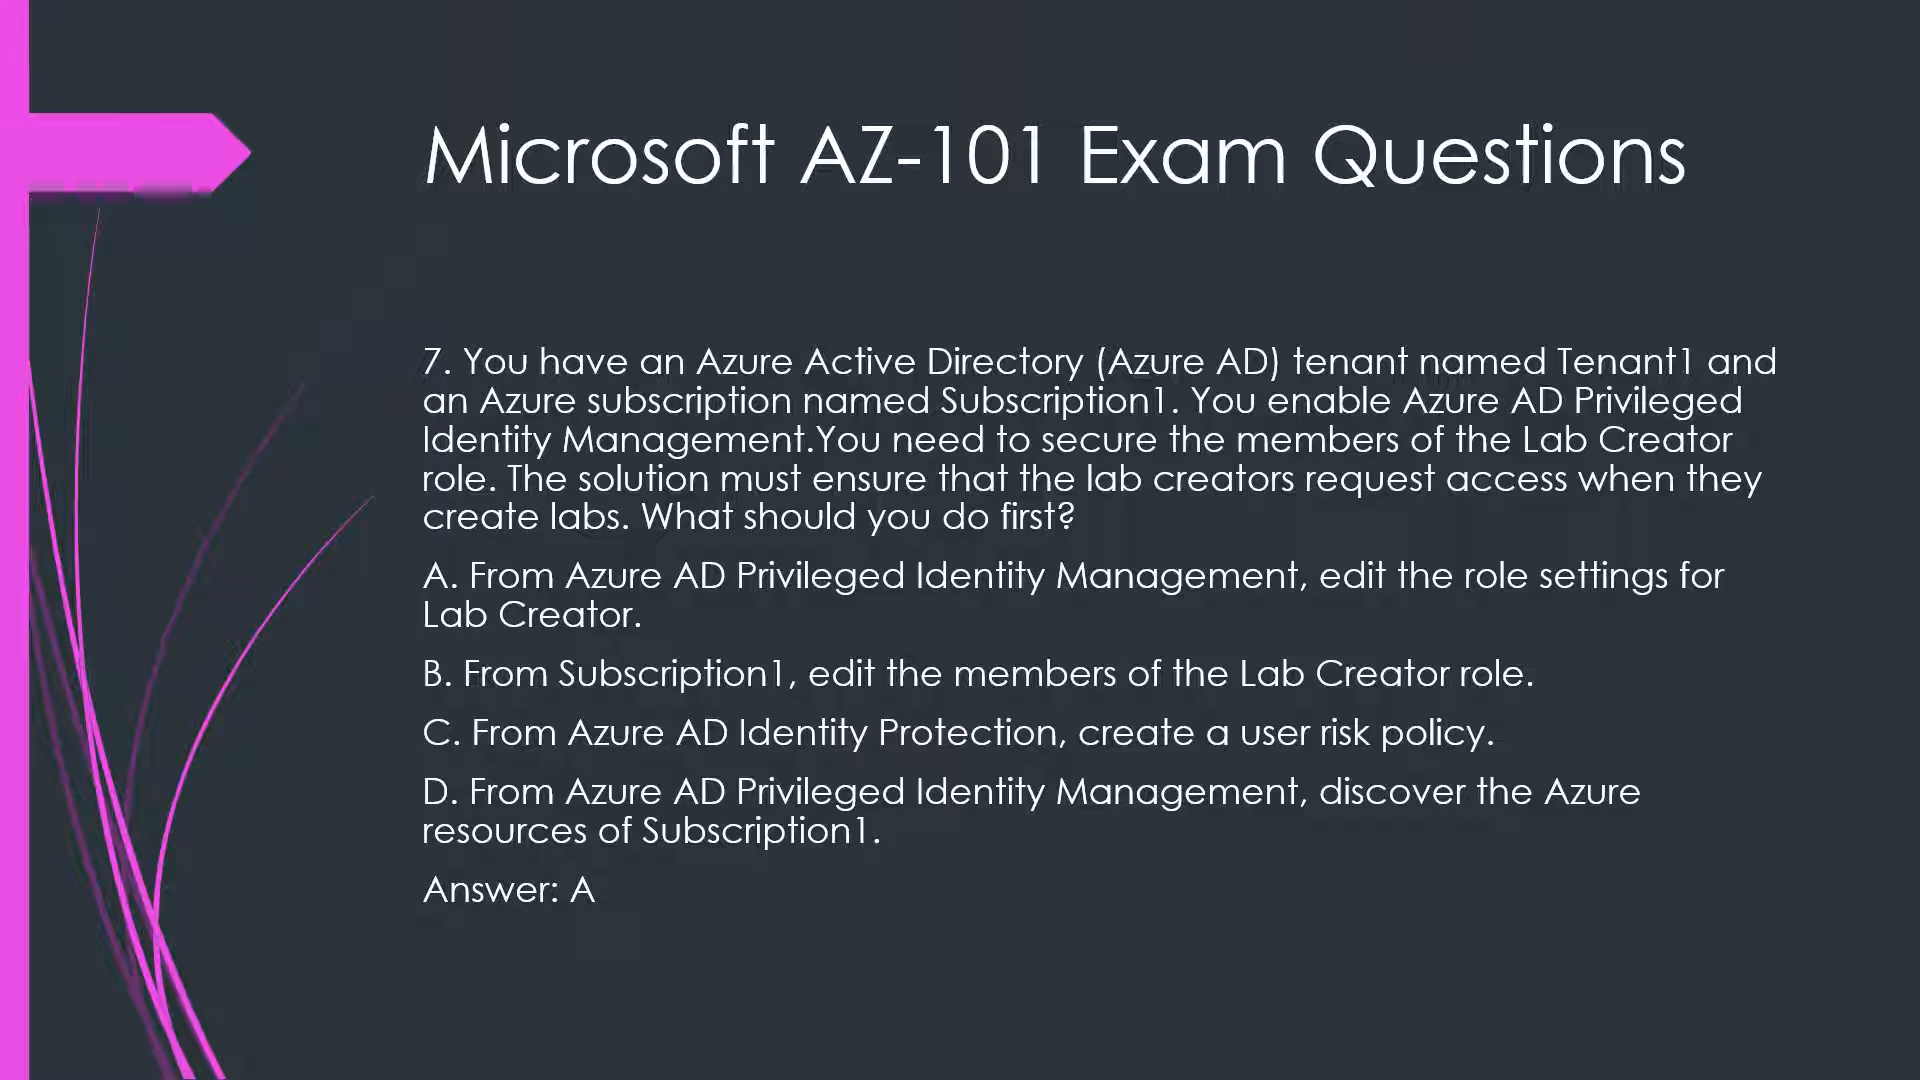 Microsoft AZ-101 Exam Questions
7. You have an Azure Active Directory (Azure AD) tenant named Tenant1 and
an Azure subscription named Subscription1. You enable Azure AD Privileged
Identity Management.You need to secure the members of the Lab Creator
role. The solution must ensure that the lab creators request access when they
create labs. What should you do first?
A. From Azure AD Privileged Identity Management, edit the role settings for
Lab Creator.
B. From Subscription1, edit the members of the Lab Creator role.
C. From Azure AD Identity Protection, create a user risk policy.
D. From Azure AD Privileged Identity Management, discover the Azure
resources of Subscription1.
Answer: A